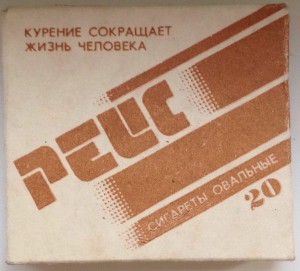 КУРЕНИЕ СОКРАЩАЕТ
ЖИЗНЬ ЧЕЛОВЕКА
РЕЙС
СИГАРЕТЫ ОВАЛЬНЫЕ
20